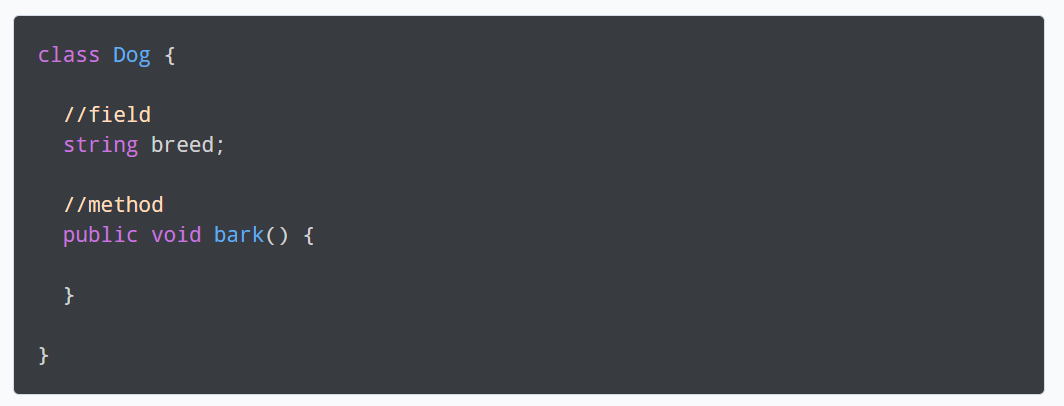 class Dog {
//field
string breed;
//method
public void bark() {
}
}